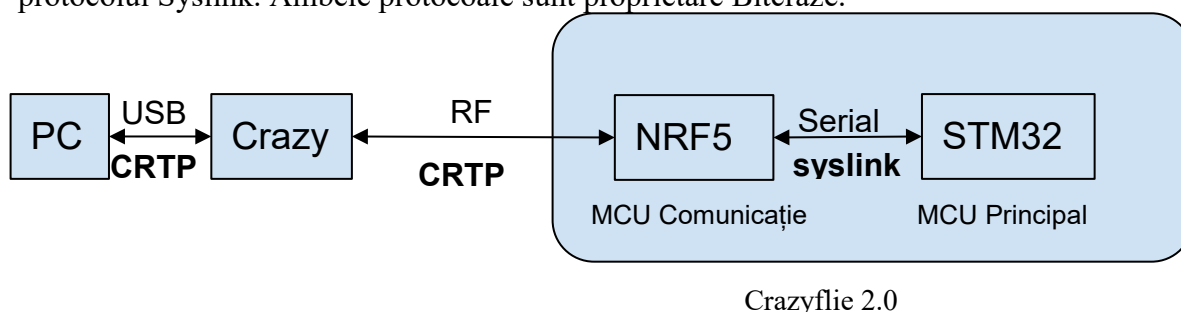 protocolul Syslink. Ambele protocoale sunt proprietare Biteraze.
PC
USB
CRTP
Crazy
RF
CRTP
NRF5
Serial
syslink
STM32
MCU Comunicație
MCU Principal
Crazyflie 2.0